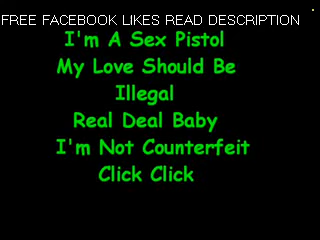 FREE FACEBOOK LIKES READ DESCRIPTION
I'm A Sex Pistol
My Love Should Be
Illegal
Real Deal Baby
I'm Not Counterfeit
Click Click